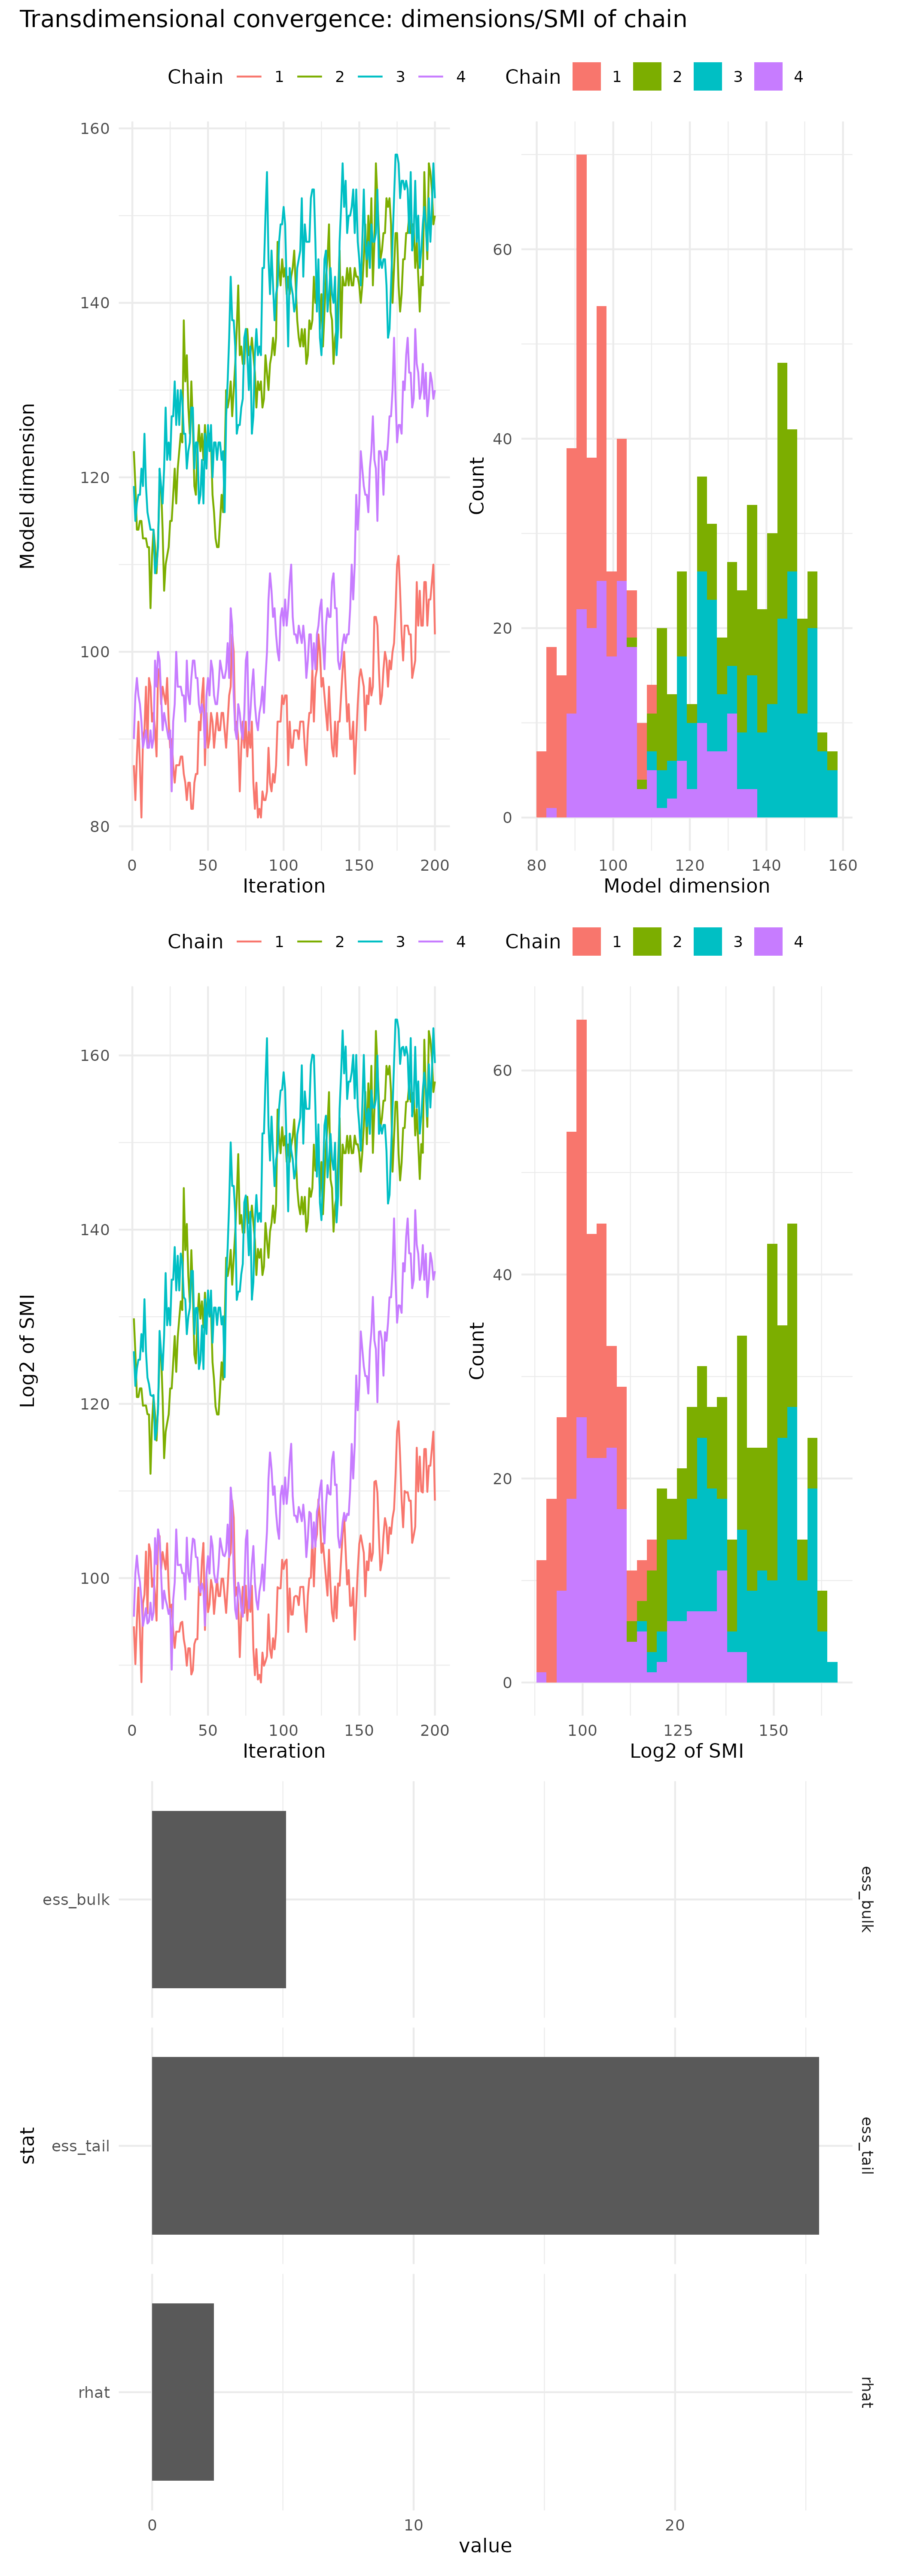 Transdimensional convergence: dimensions/SMI of chain
Chain 1 2 3 4
Chain 1 2 3 4
160
140
120
100
80
Model dimension
0 50 100 150 200
Iteration
60
40
20
0
Count
80 100 120 140 160
Model dimension
Chain 1 2 3 4
Chain 1 2 3 4
160
140
120
100
Log2 of SMI
0 50 100 150 200
Iteration
60
40
20
0
Count
100 125 150
Log2 of SMI
ess_bulk
ess_bulk
stat
ess_tail
ess_tail
rhat
rhat
0 10 20
value